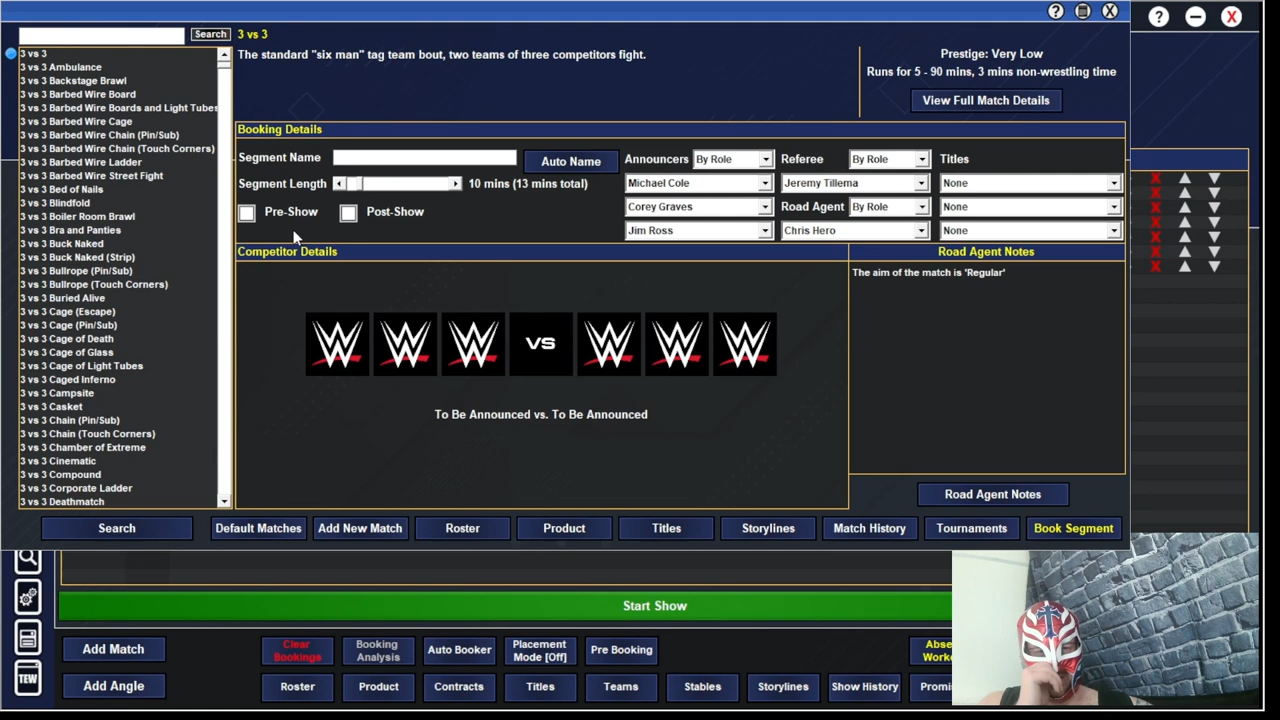 ? X
? X
Search 3 vs 3
The standard "six man" tag team bout, two teams of three competitors fight.
Prestige: Very Low
Runs for 5 - 90 mins, 3 mins non-wrestling time
View Full Match Details
3 vs 3
3 vs 3 Ambulance
3 vs 3 Backstage Brawl
3 vs 3 Barbed Wire Board
3 vs 3 Barbed Wire Boards and Light Tubes
3 vs 3 Barbed Wire Cage
3 vs 3 Barbed Wire Chain (Pin/Sub)
3 vs 3 Barbed Wire Chain (Touch Corners)
3 vs 3 Barbed Wire Ladder
3 vs 3 Barbed Wire Street Fight
3 vs 3 Bed of Nails
3 vs 3 Blindfold
3 vs 3 Boiler Room Brawl
3 vs 3 Bra and Panties
3 vs 3 Buck Naked
3 vs 3 Buck Naked (Strip)
3 vs 3 Bullrope (Pin/Sub)
3 vs 3 Bullrope (Touch Corners)
3 vs 3 Buried Alive
3 vs 3 Cage (Escape)
3 vs 3 Cage (Pin/Sub)
3 vs 3 Cage of Death
3 vs 3 Cage of Glass
3 vs 3 Cage of Light Tubes
3 vs 3 Caged Inferno
3 vs 3 Campsite
3 vs 3 Casket
3 vs 3 Chain (Pin/Sub)
3 vs 3 Chain (Touch Corners)
3 vs 3 Chamber of Extreme
3 vs 3 Cinematic
3 vs 3 Compound
3 vs 3 Corporate Ladder
3 vs 3 Deathmatch
Booking Details
Segment Name Auto Name Announcers By Role Referee By Role Titles
Segment Length 10 mins (13 mins total) Michael Cole Jeremy Tillema None
Pre-Show Post-Show Corey Graves Road Agent By Role None
Jim Ross Chris Hero None
Competitor Details
Road Agent Notes
The aim of the match is 'Regular'
VS
To Be Announced vs. To Be Announced
Road Agent Notes
Search Default Matches Add New Match Roster Product Titles Storylines Match History Tournaments Book Segment
X
X
X
X
X
X
X
Start Show
Add Match Clear Bookings Booking Analysis Auto Booker Placement Mode [Off] Pre Booking
Add Angle Roster Product Contracts Titles Teams Stables Storylines Show History
TEW